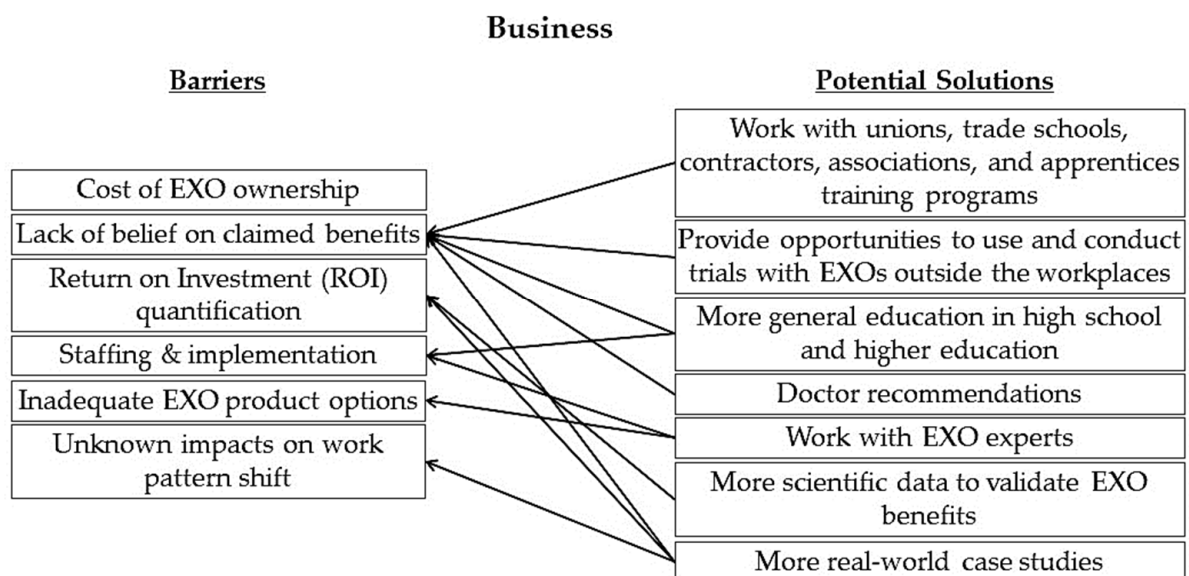 Business
Barriers
Cost of EXO ownership
Lack of belief on claimed benefits
Return on Investment (ROI)
quantification
Staffing & implementation
Inadequate EXO product options
Unknown impacts on work
pattern shift
Potential Solutions
Work with unions, trade schools,
contractors, associations, and apprentices
training programs
Provide opportunities to use and conduct
trials with EXOs outside the workplaces
More general education in high school
and higher education
Doctor recommendations
Work with EXO experts
More scientific data to validate EXO
benefits
More real-world case studies